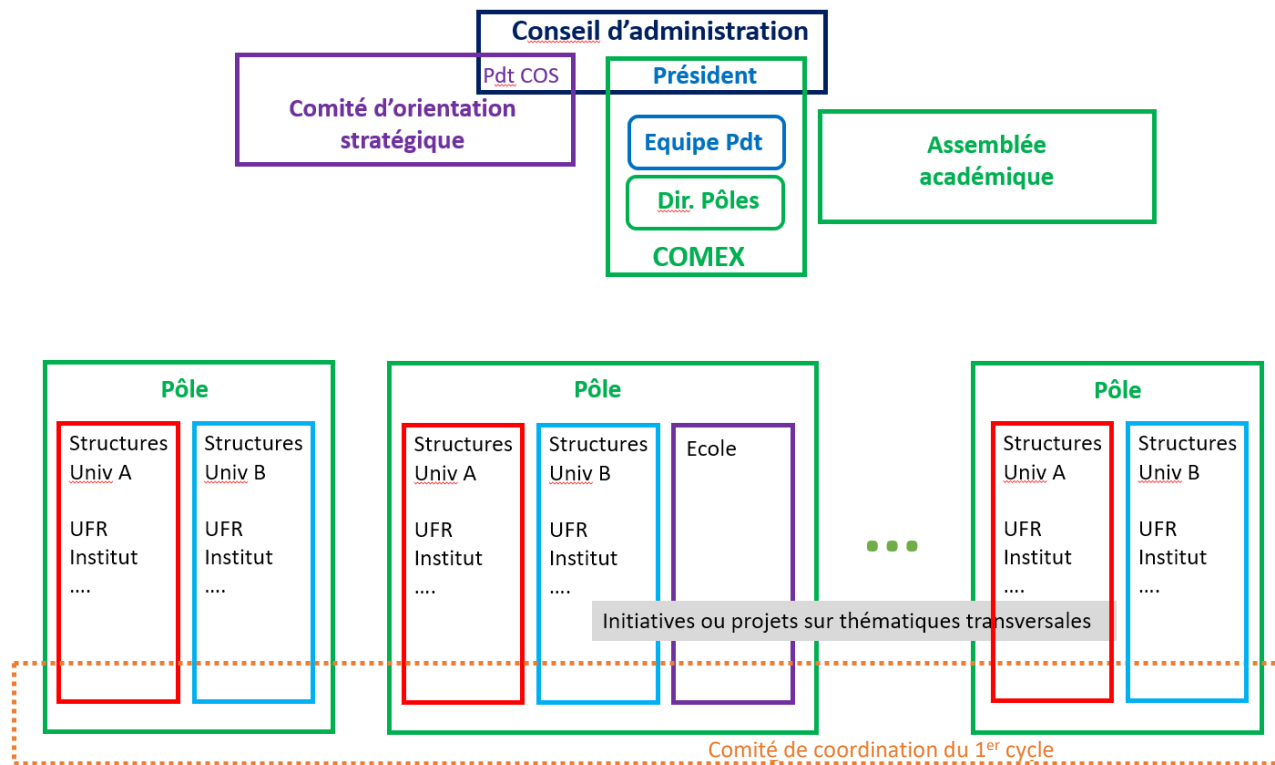 Conseil d'administration
Pdt COS
Président
Comité d'orientation
stratégique
Equipe Pdt
Assemblée
académique
Dir. Pôles
COMEX
Pôle
Structures
Univ A
UFR
Institut
....
Structures
Univ B
UFR
Institut
....
Pôle
Structures
Univ A
UFR
Institut
....
Structures
Univ B
UFR
Institut
....
Ecole
...
Pôle
Structures
Univ A
UFR
Institut
....
Structures
Univ B
UFR
Institut
....
Initiatives ou projets sur thématiques transversales
Comité de coordination du 1er cycle